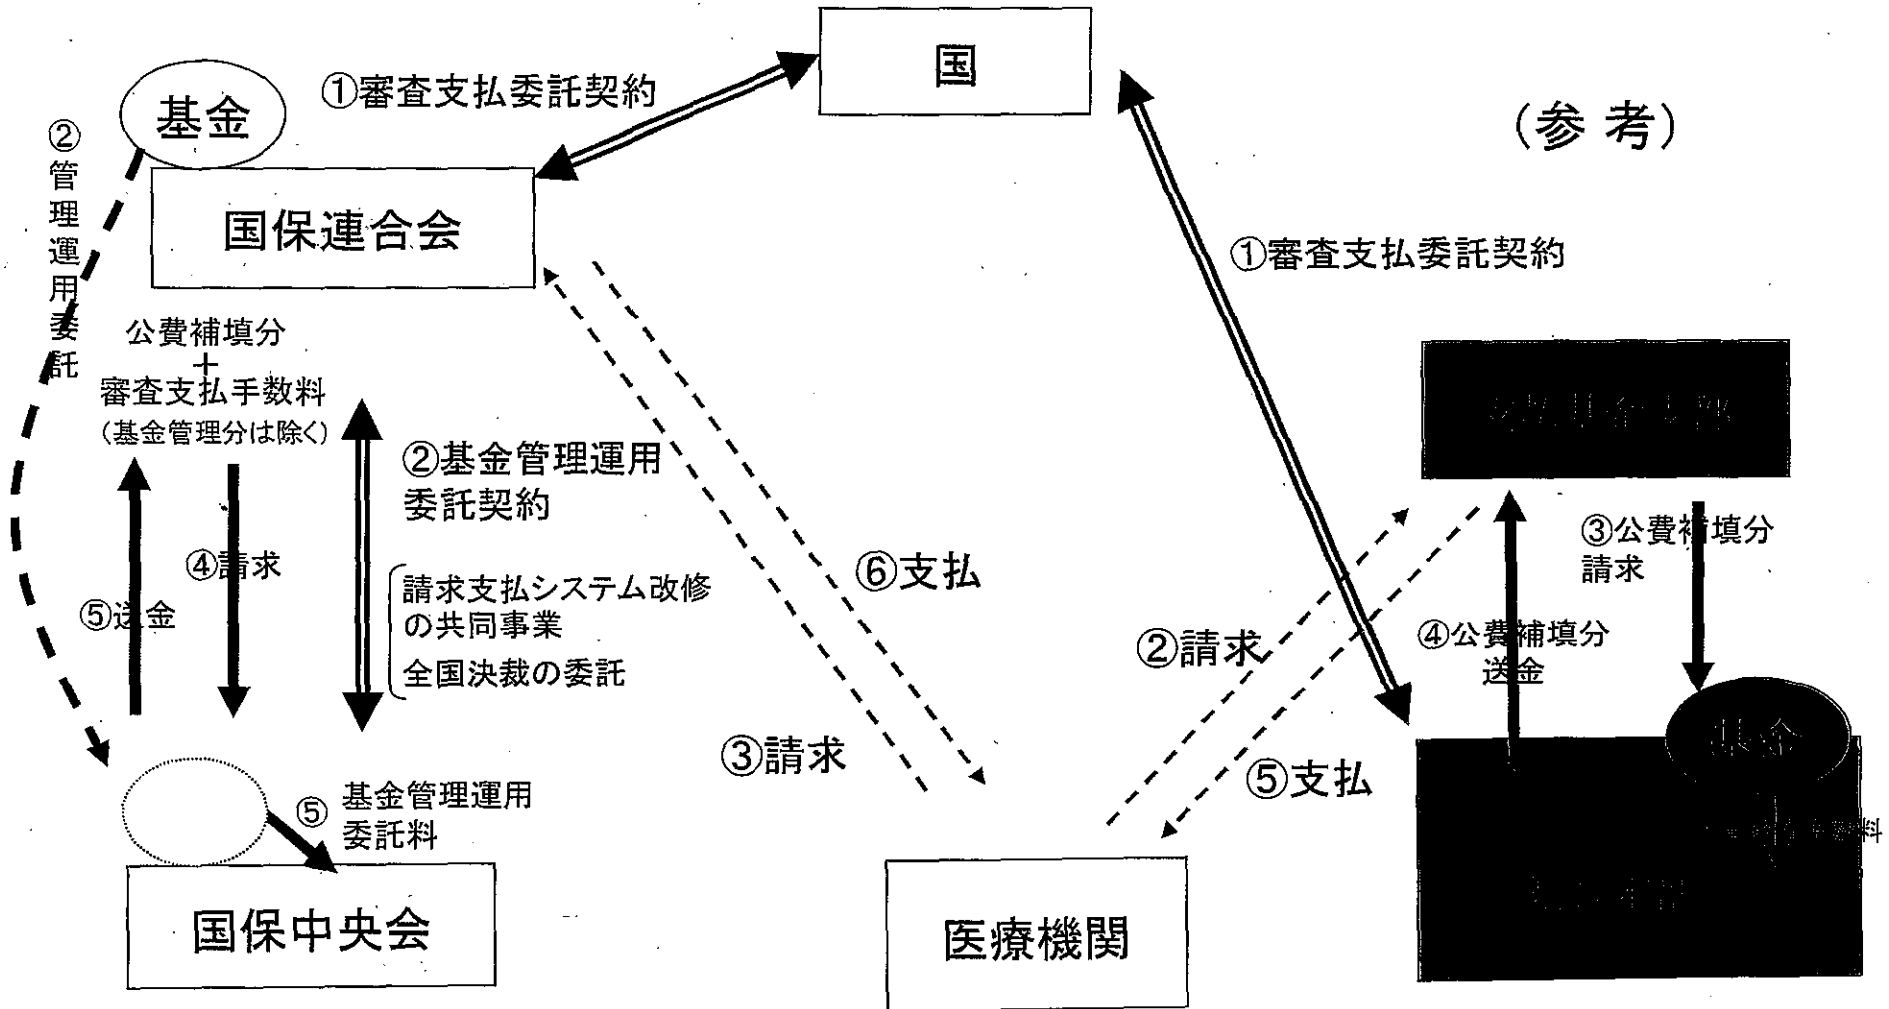 国
基金
①審査支払委託契約
(参 考)
②管理運用委託
国保連合会
①審査支払委託契約
公費補填分
+
審査支払手数料
(基金管理分は除く)
②基金管理運用
委託契約
③公費補填分
請求
④請求
⑥支払
請求支払システム改修
の共同事業
⑤送金
②請求
④公費補填分
送金
全国決裁の委託
基金
③請求
⑤支払
⑤
基金管理運用
委託料
国保中央会
医療機関